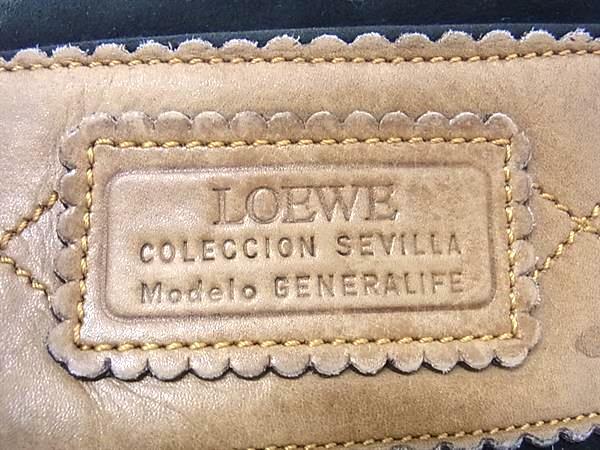 LOEWE
COLECCION SEVILLA
Modelo GENERALIFE